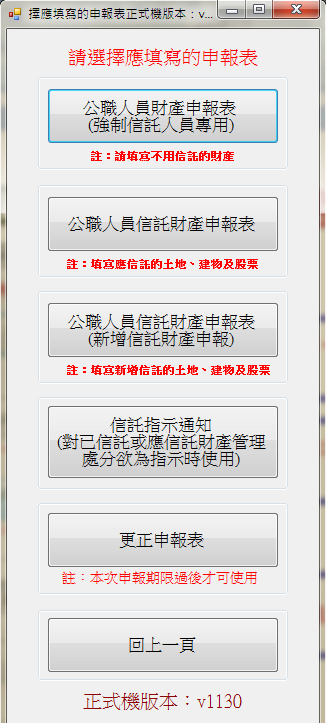 擇應填寫的申報表正式機版本：v...
請選擇應填寫的申報表
公職人員財產申報表
(強制信託人員專用)
註：請填寫不用信託的財產
公職人員信託財產申報表
註：填寫應信託的土地、建物及股票
公職人員信託財產申報表
(新增信託財產申報)
註：填寫新增信託的土地、建物及股票
信託指示通知
(對已信託或應信託財產管理
處分欲為指示時使用)
更正申報表
註：本次申報期限過後才可使用
回上一頁
正式機版本：v1130